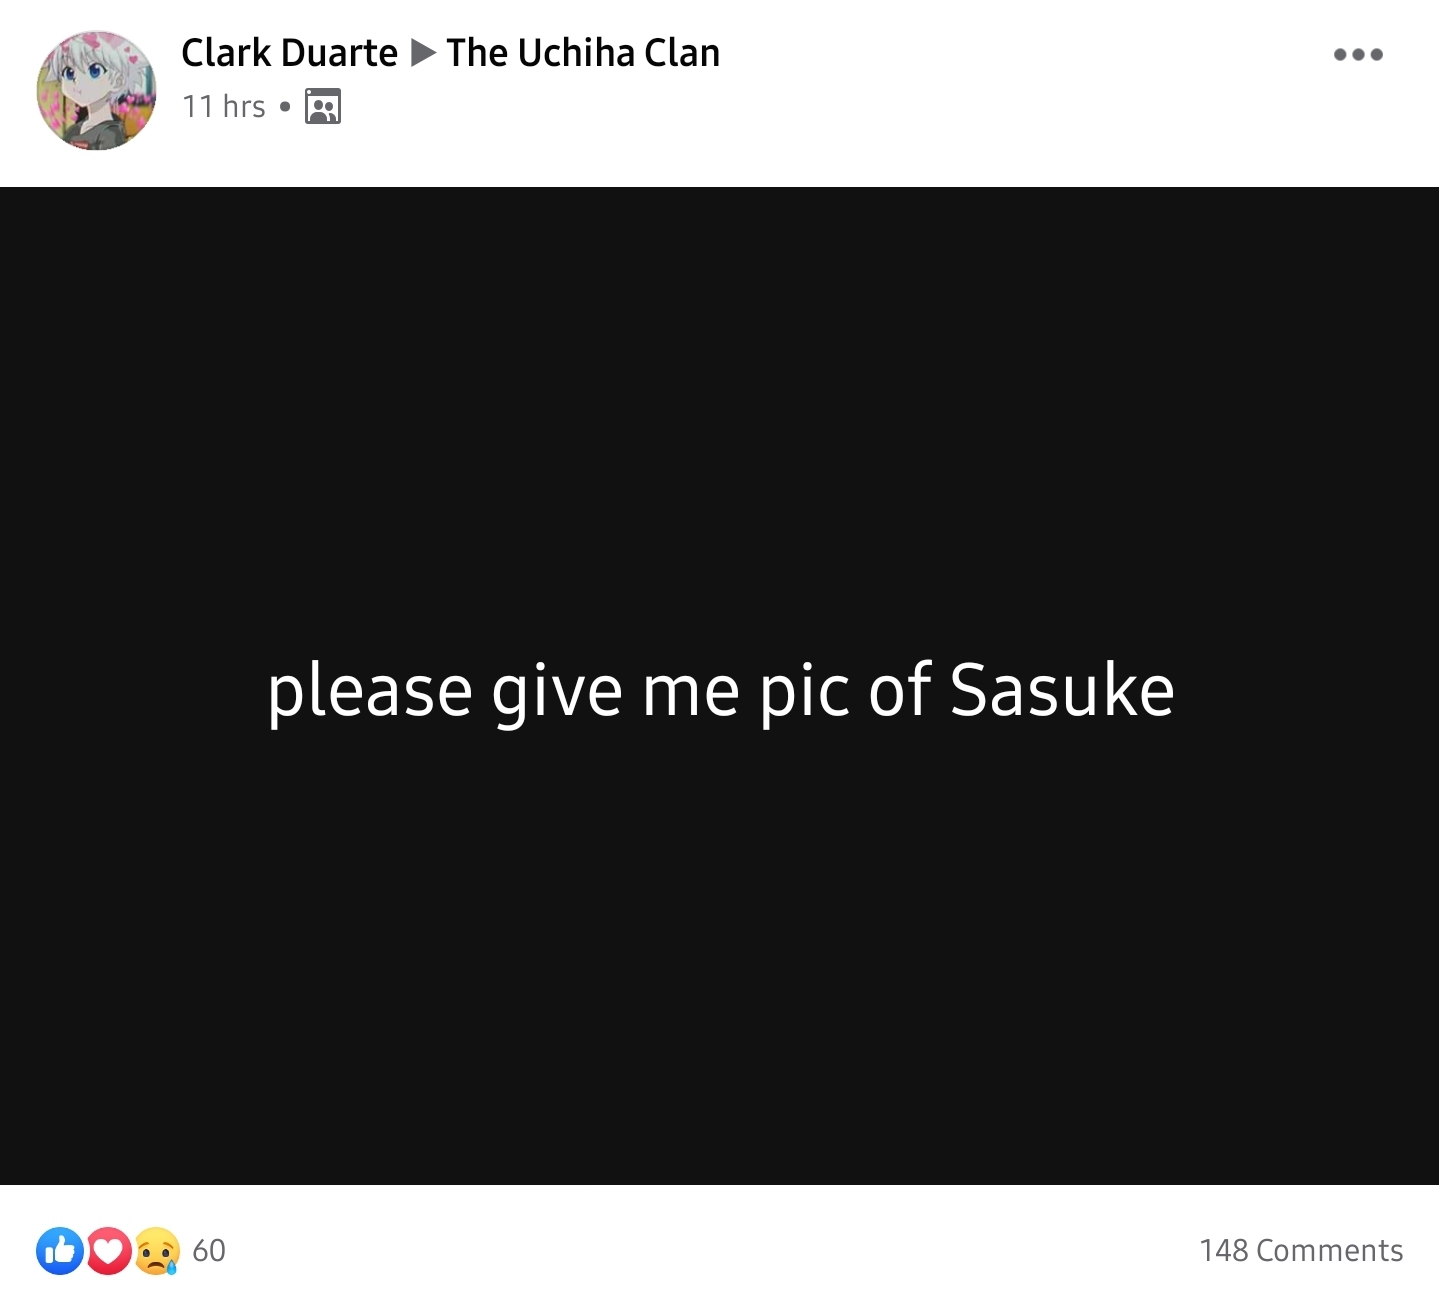 Clark Duarte ▶ The Uchiha Clan
11 hrs •
please give me pic of Sasuke
60
148 Comments